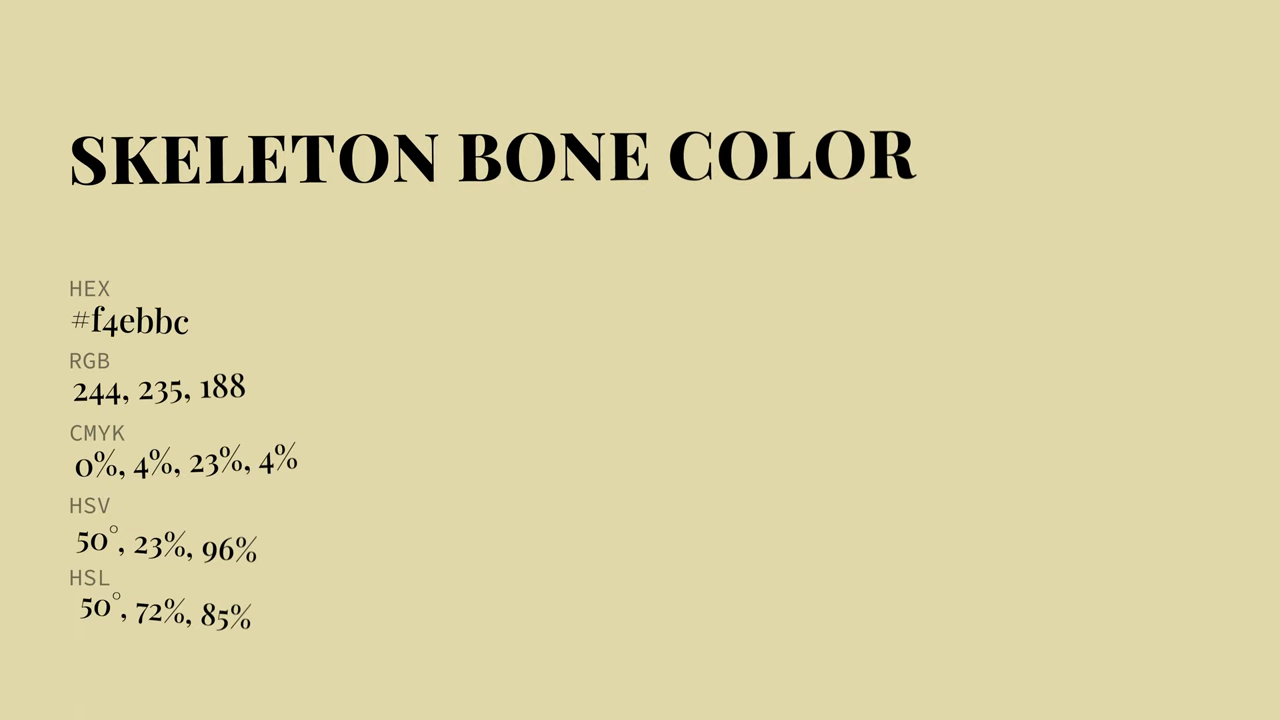 SKELETON BONE COLOR
HEX
#f4ebbc
RGB
244, 235, 188
CMYK
0%, 4%, 23%, 4%
HSV
50°, 23%, 96%
HSL
50°, 72%, 85%